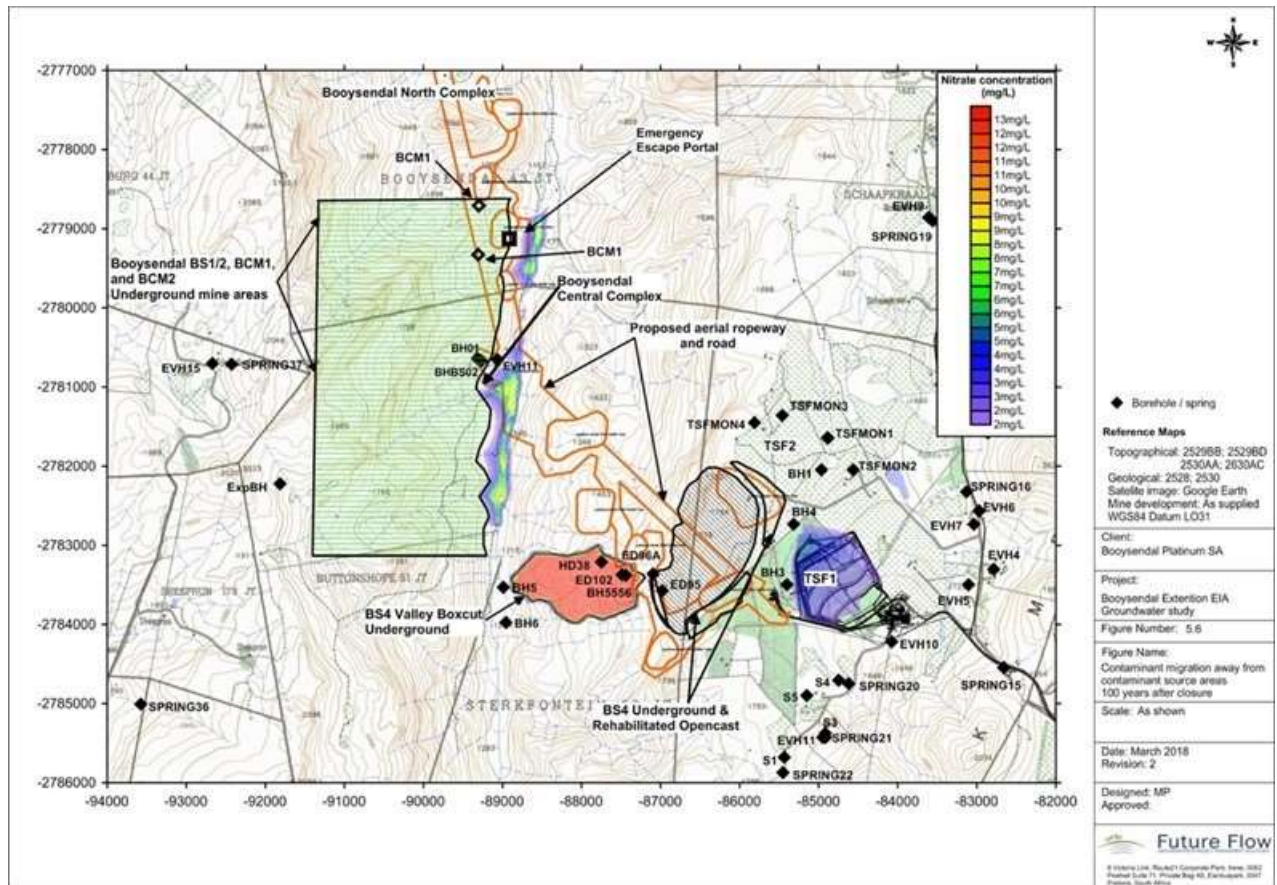 -2777000
-2778000
-2779000
-2780000
-2781000
-2782000
-2783000
-2784000
-2785000
-2786000
-94000
-93000
-92000
-91000
-90000
-89000
-88000
-87000
-86000
-85000
-84000
-83000
-82000
Booysendal North Complex
Emergency
Escape Portal
BCM1
BOOYSENDAL 43 JT
BCM1
Booysendal BS1/2, BCM1,
and BCM2
Underground mine areas
Booysendal
Central Complex
Proposed aerial ropeway
and road
EVH9
SPRING19
BH01
BHBS02
EVH11
EVH15
SPRING37
TSFMON3
TSFMON4
TSFMON1
TSF2
TSFMON2
BH1
SPRING16
ExpBH
EVH6
EVH7
BH4
ED96A
HD38
ED102
BH5556
ED95
BH3
TSF1
EVH4
EVH5
BUTTONSHOPE 51 JT
BH5
BS4 Valley Boxcut
Underground
BH6
EVH10
S4
SPRING20
SPRING15
SPRING36
S5
BS4 Underground &
Rehabilitated Opencast
S3
EVH11
SPRING21
S1
SPRING22
Nitrate concentration
(mg/L)
13mg/L
12mg/L
12mg/L
11mg/L
11mg/L
10mg/L
10mg/L
9mg/L
9mg/L
8mg/L
8mg/L
7mg/L
7mg/L
6mg/L
6mg/L
5mg/L
5mg/L
4mg/L
4mg/L
3mg/L
3mg/L
2mg/L
2mg/L
N
W
E
S
Borehole / spring
Reference Maps
Topographical: 2529BB; 2529BD
2530AA; 2630AC
Geological: 2528; 2530
Satelite image: Google Earth
Mine development: As supplied
WGS84 Datum LO31
Client:
Booysendal Platinum SA
Project:
Booysendal Extention EIA
Groundwater study
Figure Number: 5.6
Figure Name:
Contaminant migration away from
contaminant source areas
100 years after closure
Scale: As shown
Date: March 2018
Revision: 2
Designed: MP
Approved:
Future Flow